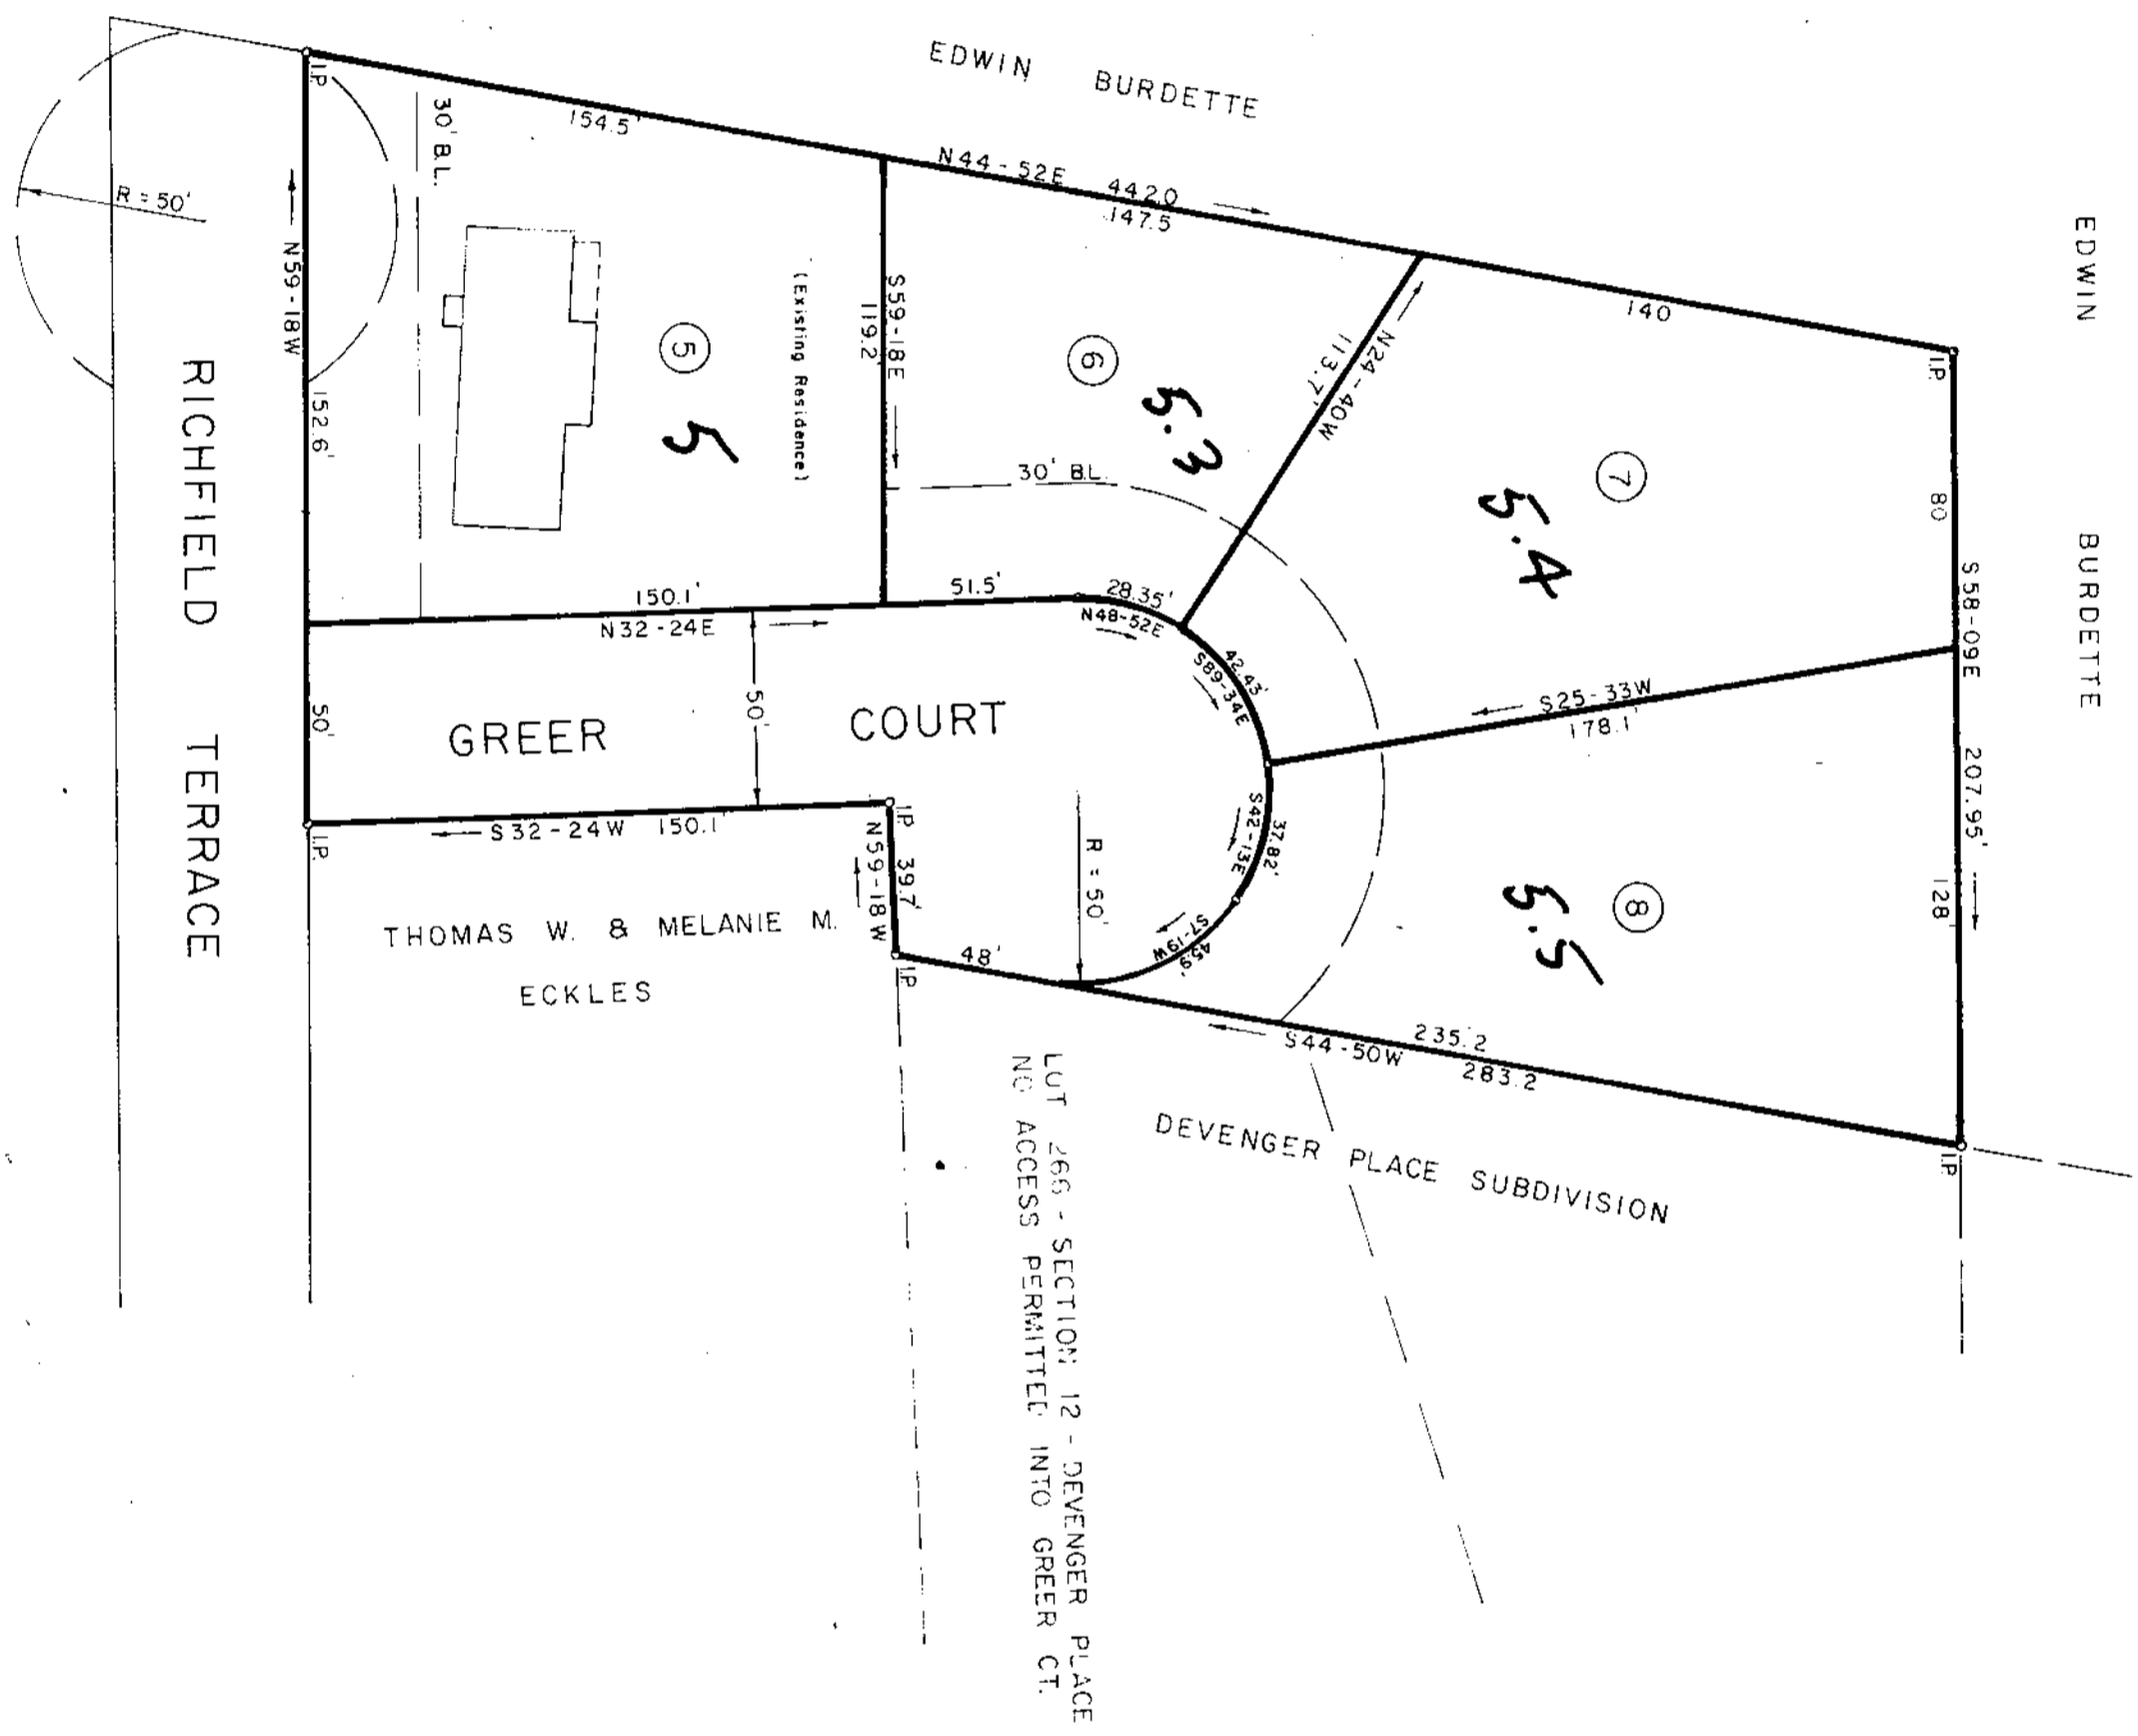 EDWIN BURDETTE
EDWIN BURDETTE
I.P.
154.5'
N44-52E 442.0
147.5
140
I.P.
30' B.L.
R = 50'
N59-18W 152.6'
(Existing Residence)
5
5
S59-18E
119.2'
6
5.3
30' B.L.
N24-40W
113.7'
7
5.4
80
S58-09E 207.95'
150.1'
N32-24E
51.5'
28.35'
N48-52E
42.43'
S89-34E
S25-33W
178.1'
GREER COURT
50'
50'
37.82'
S42-13E
8
5.5
128'
RICHFIELD TERRACE
I.P.
S32-24W 150.1'
I.P.
39.7'
N59-18W
R = 50'
S7-19W
45.9'
I.P.
48'
235.2
S44-50W 283.2
I.P.
THOMAS W. & MELANIE M.
ECKLES
DEVENGER PLACE SUBDIVISION
LOT 266 - SECTION 12 - DEVENGER PLACE
NO ACCESS PERMITTED INTO GREER CT.